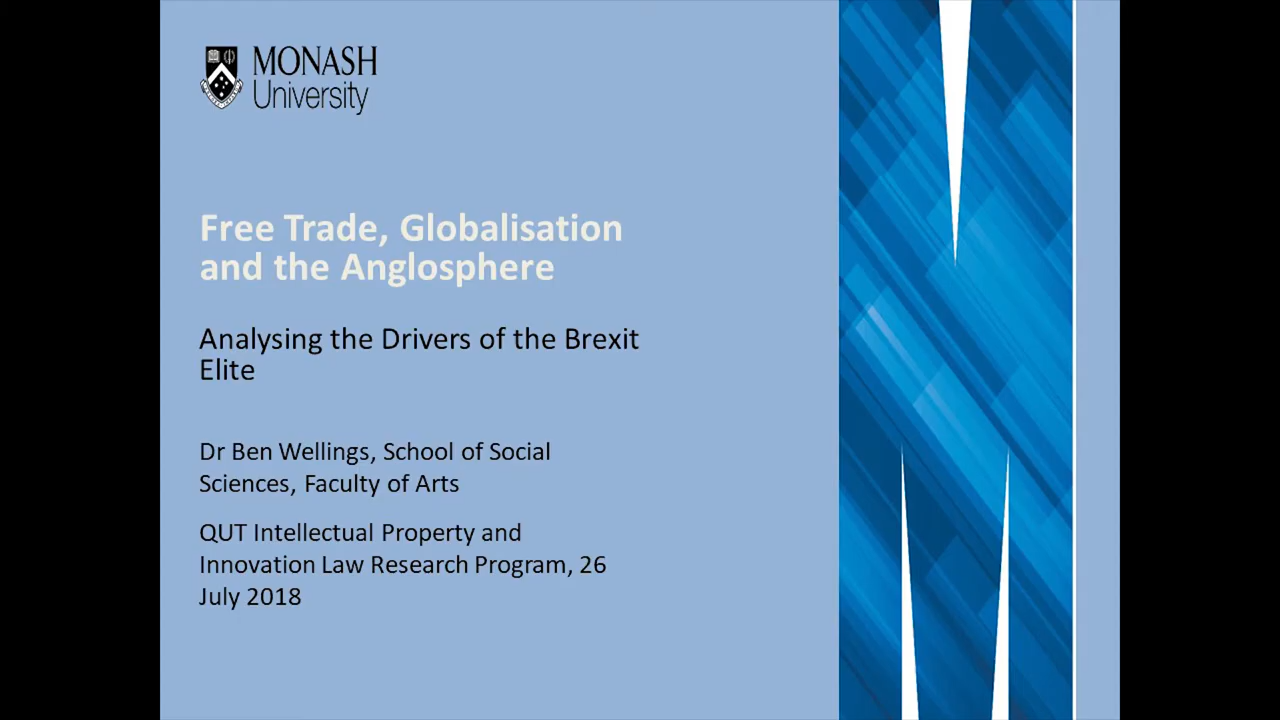 MONASH
University
Free Trade, Globalisation
and the Anglosphere
Analysing the Drivers of the Brexit
Elite
Dr Ben Wellings, School of Social
Sciences, Faculty of Arts
QUT Intellectual Property and
Innovation Law Research Program, 26
July 2018